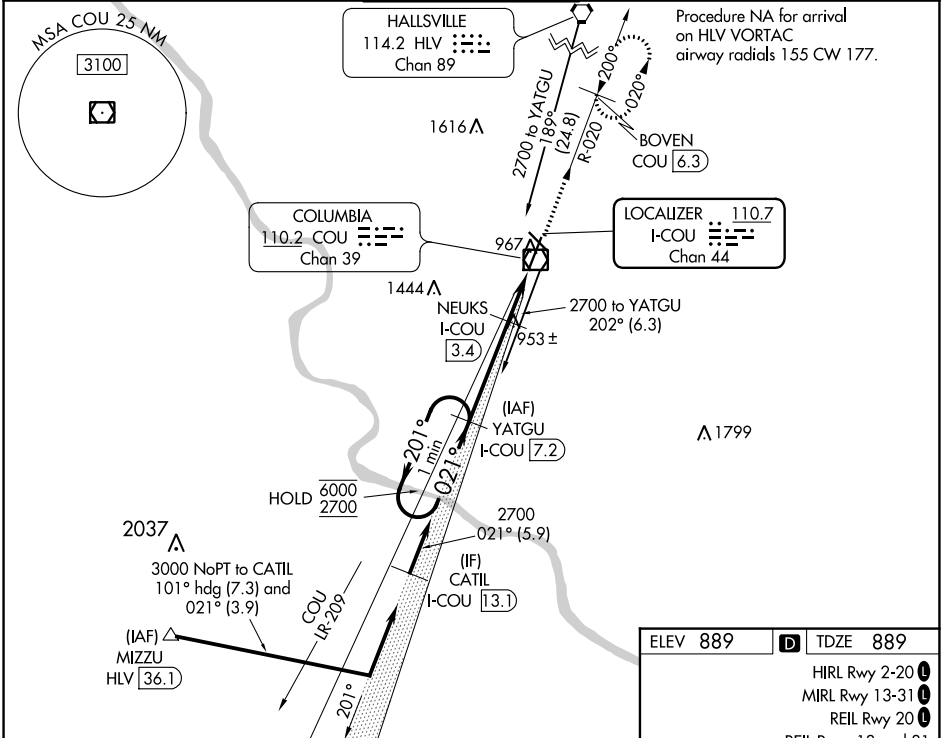 MSA COU 25 NM
3100
HALLSVILLE
114.2 HLV
Chan 89
Procedure NA for arrival
on HLV VORTAC
airway radials 155 CW 177.
1616
2700 to YATGU
189°
(24.8)
200°
020°
R-020
BOVEN
COU 6.3
COLUMBIA
110.2 COU
Chan 39
967
LOCALIZER 110.7
I-COU
Chan 44
1444
NEUKS
I-COU
3.4
953 ±
2700 to YATGU
202° (6.3)
(IAF)
YATGU
I-COU 7.2
1799
201°
1 min
021°
HOLD 6000
2700
2700
021° (5.9)
(IF)
CATIL
I-COU 13.1
2037
3000 NoPT to CATIL
101° hdg (7.3) and
021° (3.9)
COU
LR-209
(IAF)
MIZZU
HLV 36.1
201°
ELEV 889 D TDZE 889
HIRL Rwy 2-20 L
MIRL Rwy 13-31 L
REIL Rwy 20 L